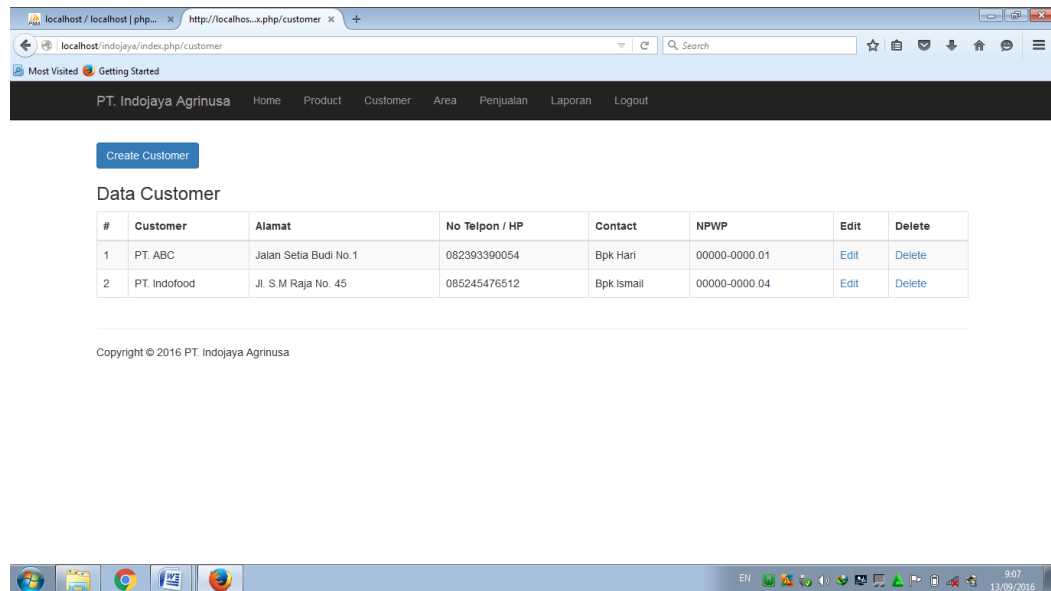 localhost / localhost | php... × http://localhos...x.php/customer × +
localhost/indojaya/index.php/customer Search
Most Visited Getting Started
PT. Indojaya Agrinusa Home Product Customer Area Penjualan Laporan Logout
Create Customer
Data Customer
# Customer Alamat No Telpon / HP Contact NPWP Edit Delete
1 PT. ABC Jalan Setia Budi No.1 082393390054 Bpk Hari 00000-0000.01 Edit Delete
2 PT. Indofood Jl. S.M Raja No. 45 085245476512 Bpk Ismail 00000-0000.04 Edit Delete
Copyright © 2016 PT. Indojaya Agrinusa
EN 9:07
13/09/2016